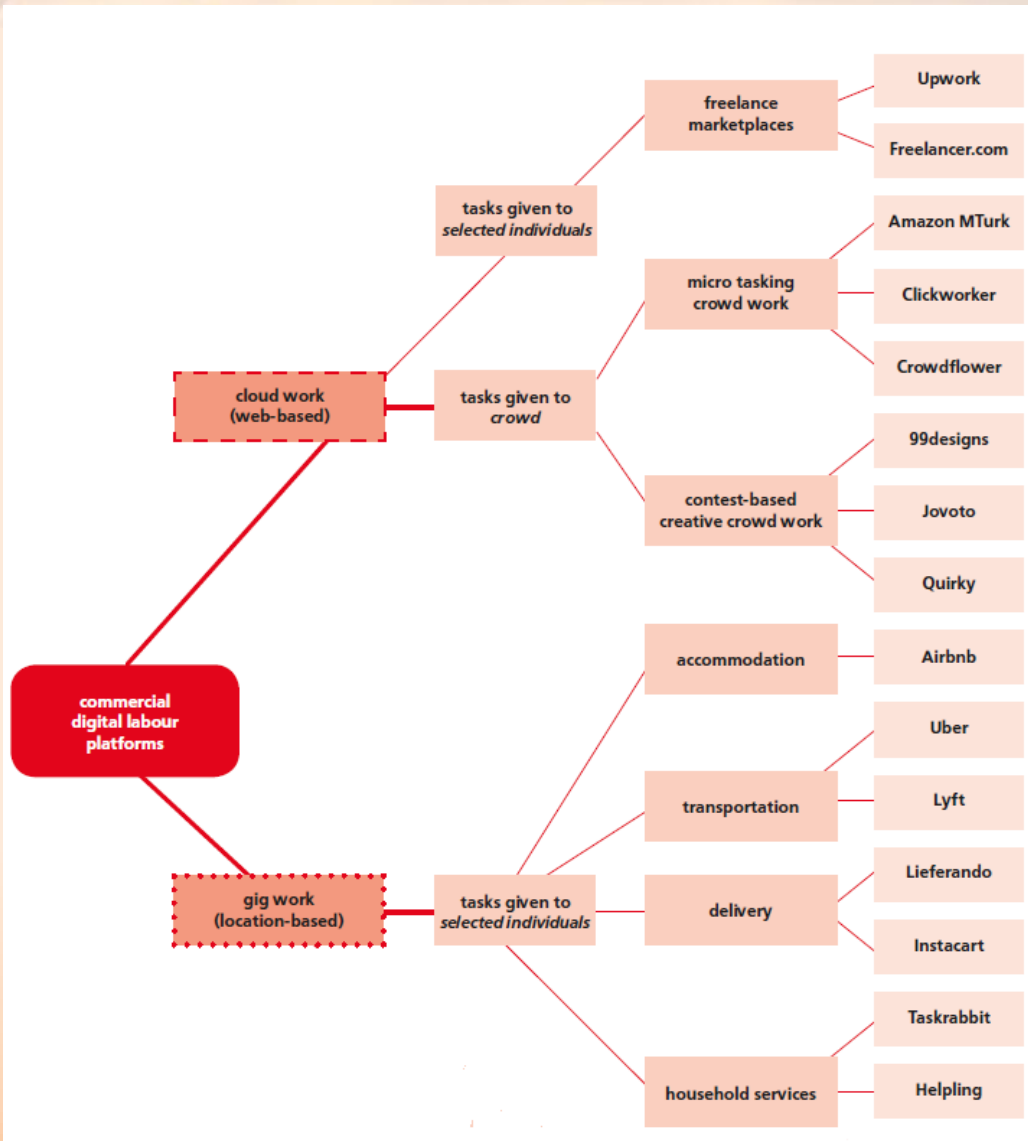 Upwork
freelance
marketplaces
Freelancer.com
tasks given to
selected individuals
Amazon MTurk
micro tasking
crowd work
Clickworker
Crowdflower
cloud work
(web-based)
tasks given to
crowd
99designs
contest-based
creative crowd work
Jovoto
Quirky
accommodation
Airbnb
commercial
digital labour
platforms
Uber
transportation
Lyft
Lieferando
gig work
(location-based)
tasks given to
selected individuals
delivery
Instacart
Taskrabbit
household services
Helpling